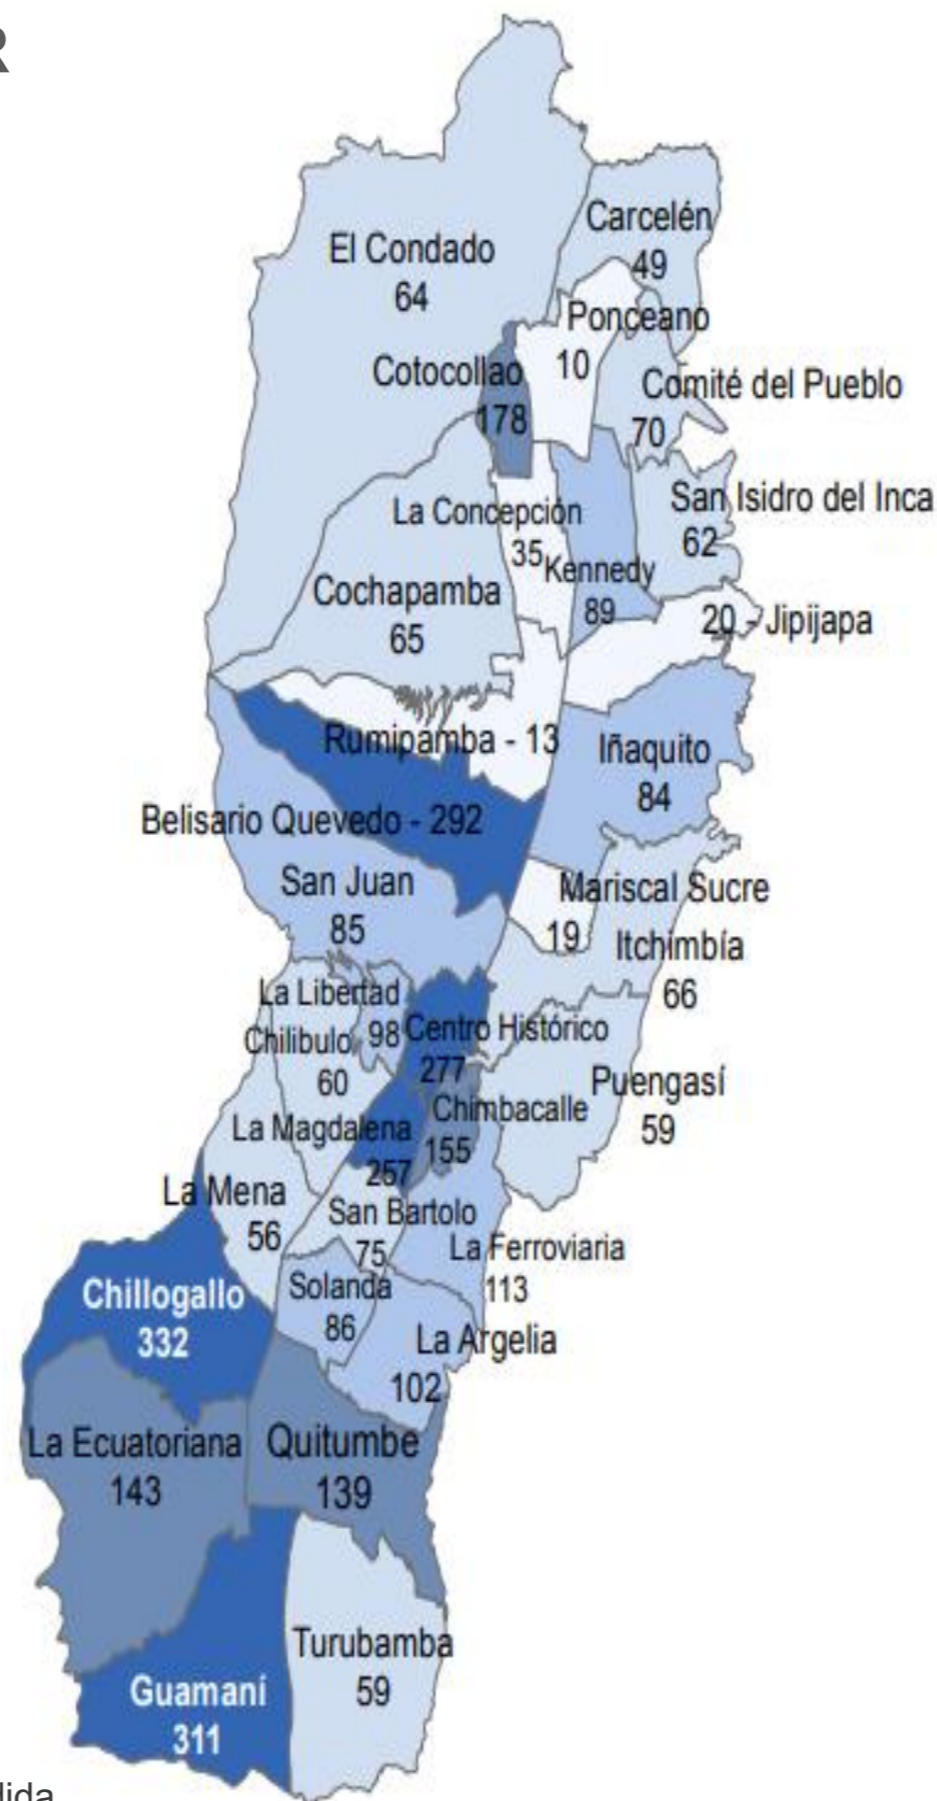 R
Carcelén
49
El Condado
64
Ponceano
10
Cotocollao
178
Comité del Pueblo
70
San Isidro del Inca
62
La Concepción
35
Kennedy
89
Cochapamba
65
20 - Jipijapa
Rumipamba - 13
Iñaquito
84
Belisario Quevedo - 292
San Juan
85
Mariscal Sucre
19
Itchimbía
66
La Libertad
98
Centro Histórico
277
Chilibulo
60
Puengasí
59
Chimbacalle
155
La Magdalena
257
La Mena
56
San Bartolo
75
La Ferroviaria
113
Chillogallo
332
Solanda
86
La Argelia
102
La Ecuatoriana
143
Quitumbe
139
Turubamba
59
Guamaní
311